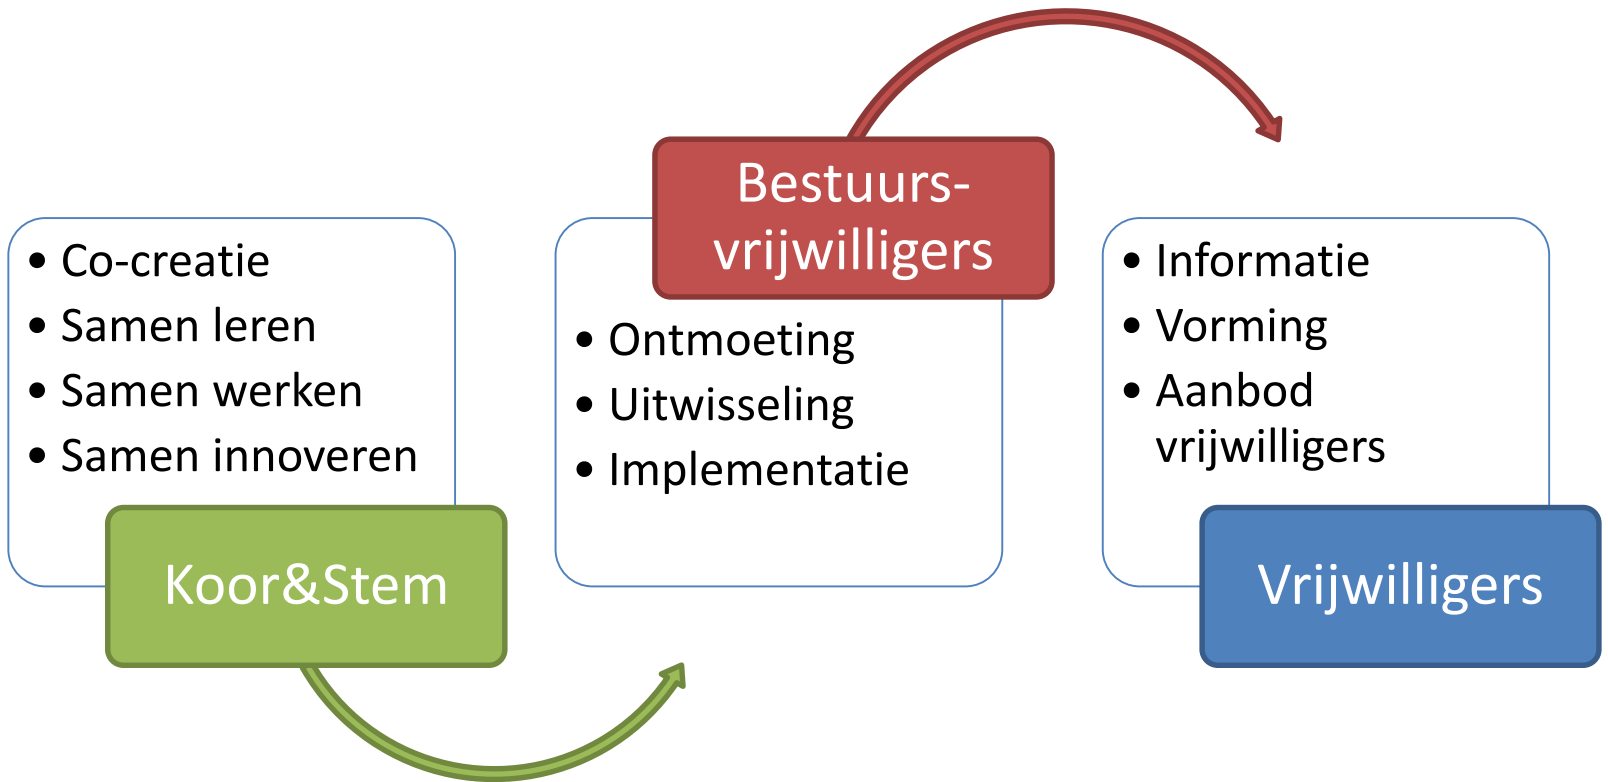 • Co-creatie
• Samen leren
• Samen werken
• Samen innoveren
Koor&Stem
Bestuurs-
vrijwilligers
• Ontmoeting
• Uitwisseling
• Implementatie
• Informatie
• Vorming
• Aanbod
vrijwilligers
Vrijwilligers